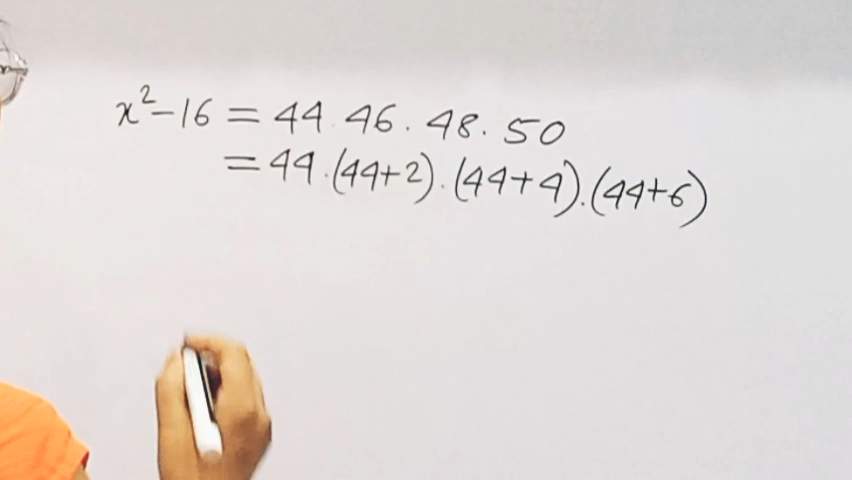 x² - 16 = 44 46 . 48 . 50
= 44 . (44+2) . (44+4) . (44+6)